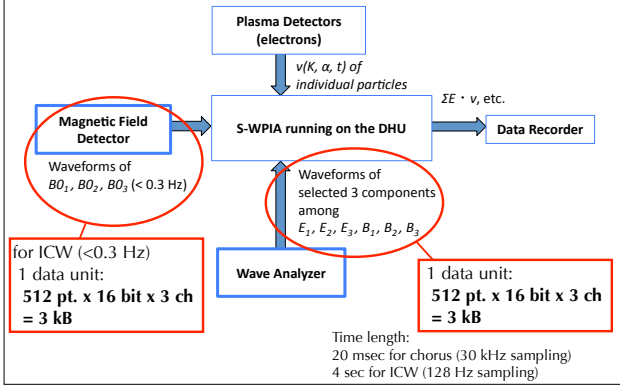 Plasma Detectors
(electrons)
v(K, α, t) of
individual particles
ΣE・v, etc.
Magnetic Field
Detector
S-WPIA running on the DHU
Data Recorder
Waveforms of
B0₁, B0₂, B0₃ (< 0.3 Hz)
Waveforms of
selected 3 components
among
E₁, E₂, E₃, B₁, B₂, B₃
for ICW (<0.3 Hz)
1 data unit:
512 pt. x 16 bit x 3 ch
= 3 kB
Wave Analyzer
1 data unit:
512 pt. x 16 bit x 3 ch
= 3 kB
Time length:
20 msec for chorus (30 kHz sampling)
4 sec for ICW (128 Hz sampling)